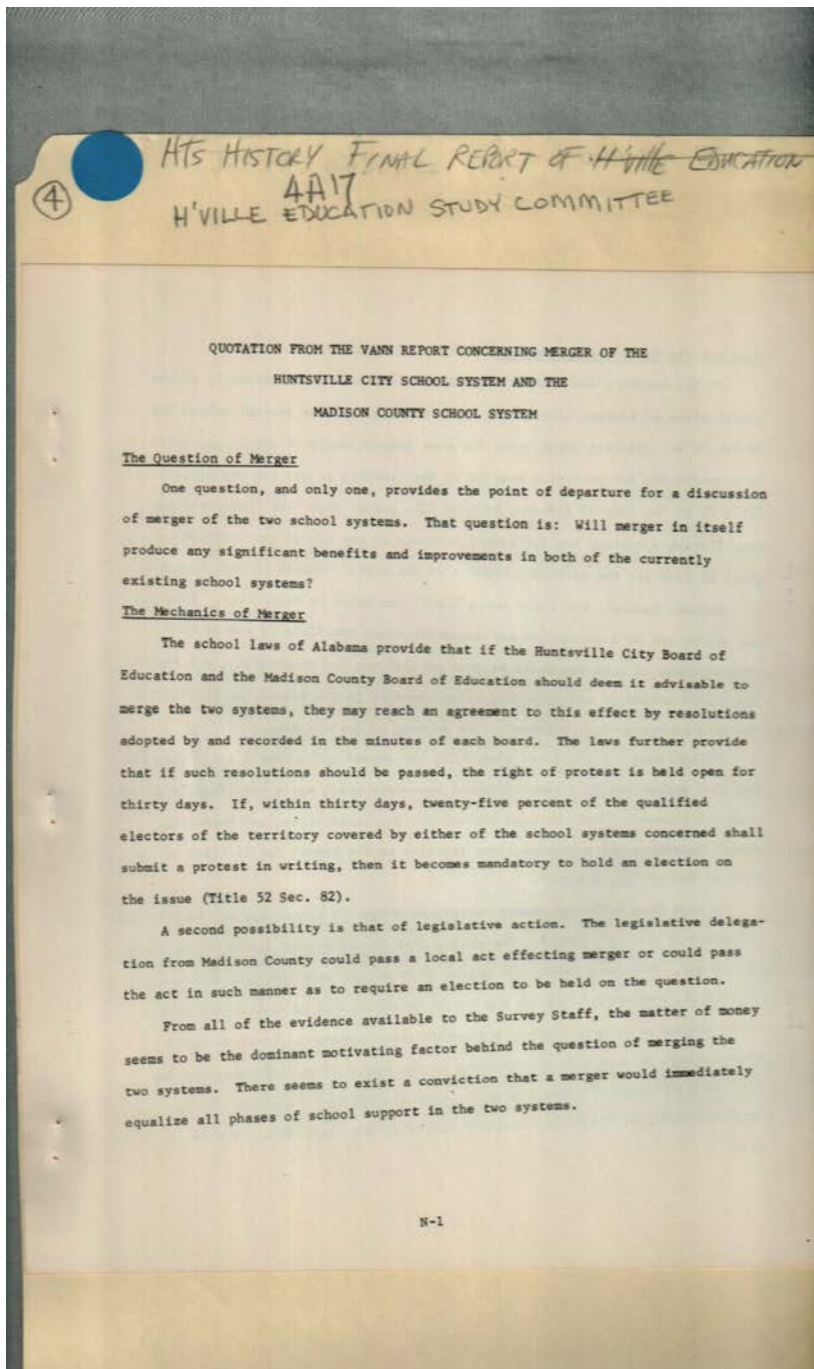 HTS HISTORY FINAL REPORT OF H'ville EDUCATION
4A17
4
H'VILLE EDUCATION STUDY COMMITTEE
QUOTATION FROM THE VANN REPORT CONCERNING MERGER OF THE
HUNTSVILLE CITY SCHOOL SYSTEM AND THE
MADISON COUNTY SCHOOL SYSTEM
The Question of Merger
One question, and only one, provides the point of departure for a discussion
of merger of the two school systems. That question is: Will merger in itself
produce any significant benefits and improvements in both of the currently
existing school systems?
The Mechanics of Merger
The school laws of Alabama provide that if the Huntsville City Board of
Education and the Madison County Board of Education should deem it advisable to
merge the two systems, they may reach an agreement to this effect by resolutions
adopted by and recorded in the minutes of each board. The laws further provide
that if such resolutions should be passed, the right of protest is held open for
thirty days. If, within thirty days, twenty-five percent of the qualified
electors of the territory covered by either of the school systems concerned shall
submit a protest in writing, then it becomes mandatory to hold an election on
the issue (Title 52 Sec. 82).
A second possibility is that of legislative action. The legislative delega-
tion from Madison County could pass a local act effecting merger or could pass
the act in such manner as to require an election to be held on the question.
From all of the evidence available to the Survey Staff, the matter of money
seems to be the dominant motivating factor behind the question of merging the
two systems. There seems to exist a conviction that a merger would immediately
equalize all phases of school support in the two systems.
N-1